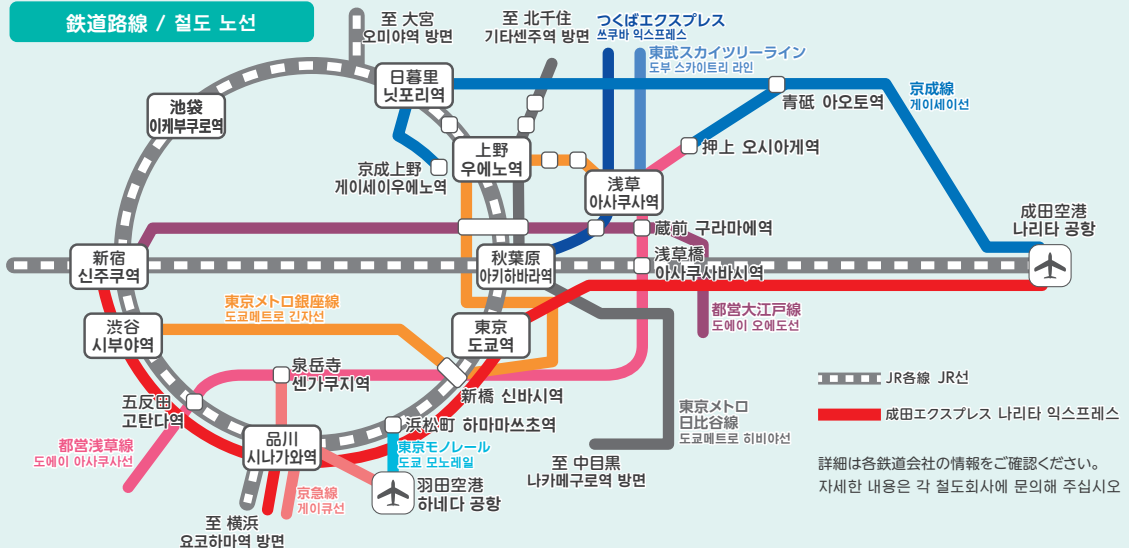 鉄道路線 / 철도 노선
至 大宮
오미야역 방면
至 北千住
기타센주역 방면
つくばエクスプレス
쓰쿠바 익스프레스
東武スカイツリーライン
도부 스카이트리 라인
日暮里
닛포리역
京成線
게이세이선
青砥 아오토역
池袋
이케부쿠로역
上野
우에노역
押上 오시아게역
京成上野
게이세이우에노역
浅草
아사쿠사역
成田空港
나리타 공항
蔵前 구라마에역
新宿
신주쿠역
秋葉原
아키하바라역
浅草橋
아사쿠사바시역
東京メトロ銀座線
도쿄메트로 긴자선
都営大江戸線
도에이 오에도선
渋谷
시부야역
東京
도쿄역
泉岳寺
센가쿠지역
新橋 신바시역
JR各線 JR선
五反田
고탄다역
浜松町 하마마쓰초역
東京メトロ
日比谷線
도쿄메트로 히비야선
成田エクスプレス 나리타 익스프레스
都営浅草線
도에이 아사쿠사선
品川
시나가와역
東京モノレール
도쿄 모노레일
至 中目黒
나카메구로역 방면
詳細は各鉄道会社の情報をご確認ください。
자세한 내용은 각 철도회사에 문의해 주십시오
京急線
게이큐선
羽田空港
하네다 공항
至 横浜
요코하마역 방면